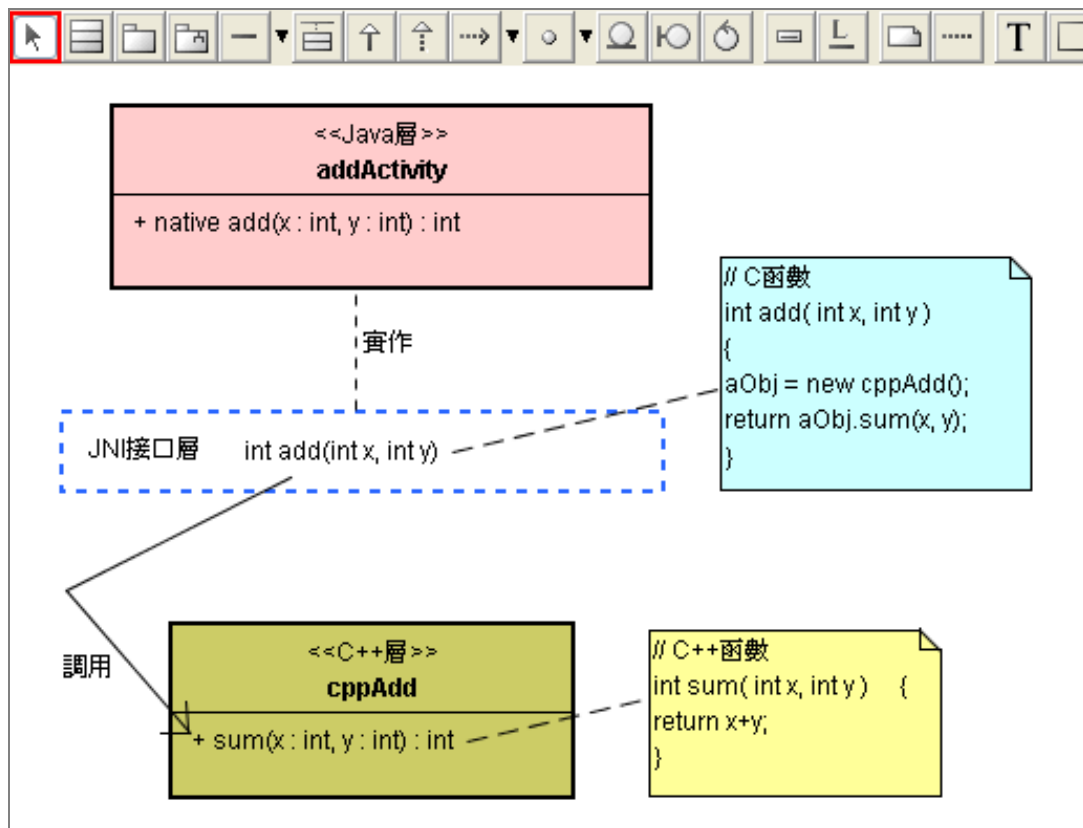 T
<<Java層>>
addActivity
+ native add(x : int, y : int) : int
// C函數
int add( int x, int y )
{
aObj = new cppAdd();
return aObj.sum(x, y);
}
實作
JNI接口層 int add(int x, int y)
調用
<<C++層>>
cppAdd
+ sum(x : int, y : int) : int
// C++函數
int sum( int x, int y ) {
return x+y;
}